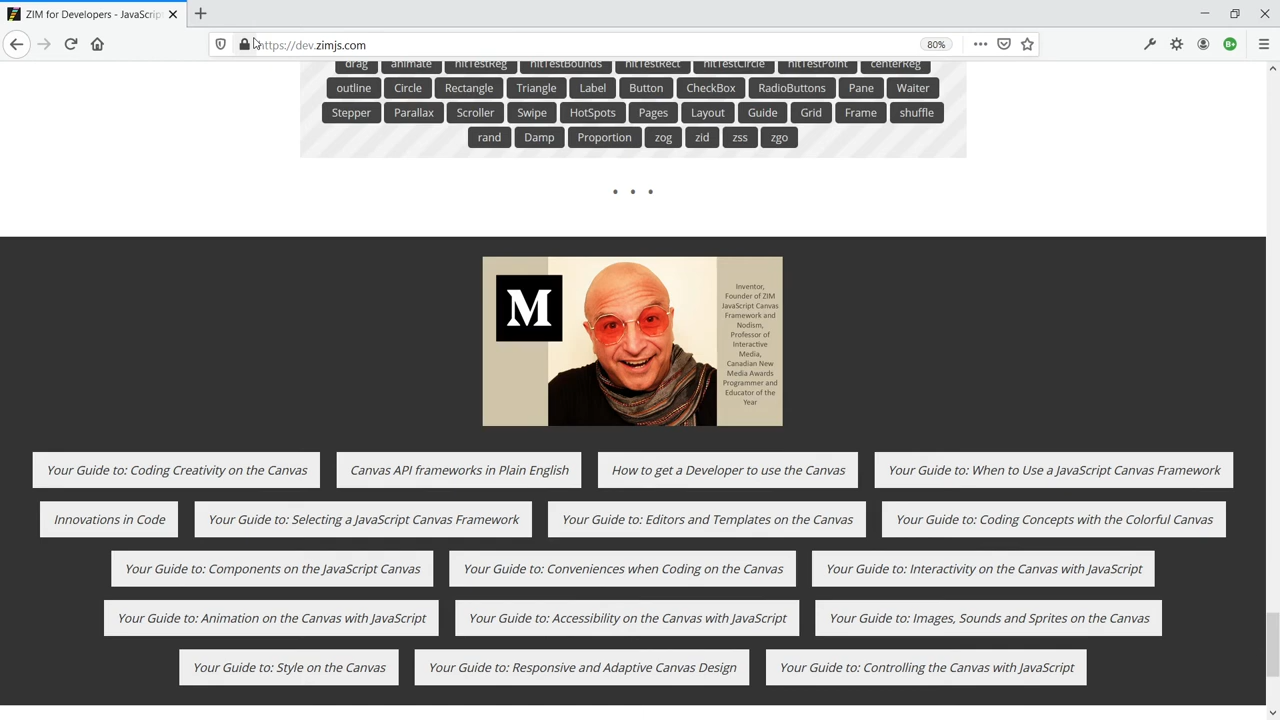 ZIM for Developers - JavaScrip
https://dev.zimjs.com
80%
drag animate hitTestReg hitTestBounds hitTestRect hitTestCircle hitTestPoint centerReg
outline Circle Rectangle Triangle Label Button CheckBox RadioButtons Pane Waiter
Stepper Parallax Scroller Swipe HotSpots Pages Layout Guide Grid Frame shuffle
rand Damp Proportion zog zid zss zgo
• • •
M
Inventor,
Founder of ZIM
JavaScript Canvas
Framework and
Nodism,
Professor of
Interactive
Media,
Canadian New
Media Awards
Programmer and
Educator of the
Year
Your Guide to: Coding Creativity on the Canvas
Canvas API frameworks in Plain English
How to get a Developer to use the Canvas
Your Guide to: When to Use a JavaScript Canvas Framework
Innovations in Code
Your Guide to: Selecting a JavaScript Canvas Framework
Your Guide to: Editors and Templates on the Canvas
Your Guide to: Coding Concepts with the Colorful Canvas
Your Guide to: Components on the JavaScript Canvas
Your Guide to: Conveniences when Coding on the Canvas
Your Guide to: Interactivity on the Canvas with JavaScript
Your Guide to: Animation on the Canvas with JavaScript
Your Guide to: Accessibility on the Canvas with JavaScript
Your Guide to: Images, Sounds and Sprites on the Canvas
Your Guide to: Style on the Canvas
Your Guide to: Responsive and Adaptive Canvas Design
Your Guide to: Controlling the Canvas with JavaScript